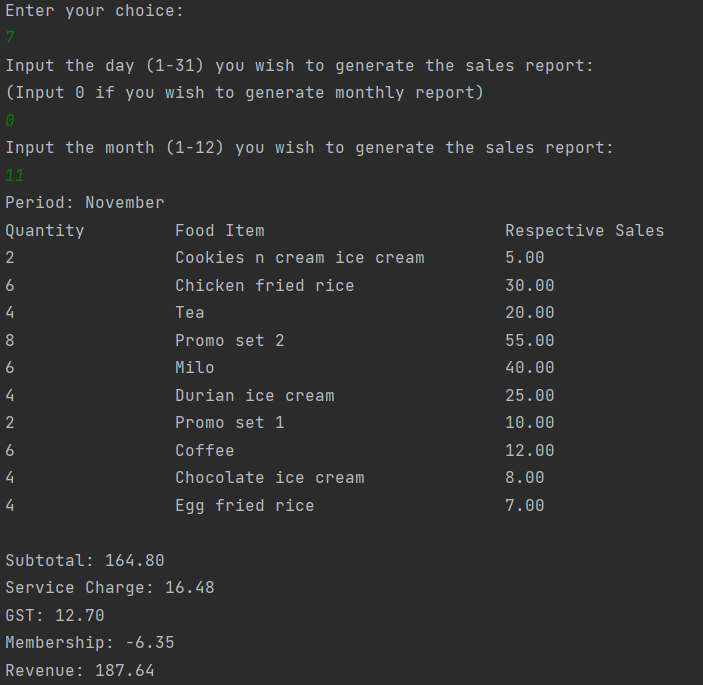 Enter your choice:
7
Input the day (1-31) you wish to generate the sales report:
(Input 0 if you wish to generate monthly report)
0
Input the month (1-12) you wish to generate the sales report:
11
Period: November
Quantity Food Item Respective Sales
2 Cookies n cream ice cream 5.00
6 Chicken fried rice 30.00
4 Tea 20.00
8 Promo set 2 55.00
6 Milo 40.00
4 Durian ice cream 25.00
2 Promo set 1 10.00
6 Coffee 12.00
4 Chocolate ice cream 8.00
4 Egg fried rice 7.00
Subtotal: 164.80
Service Charge: 16.48
GST: 12.70
Membership: -6.35
Revenue: 187.64